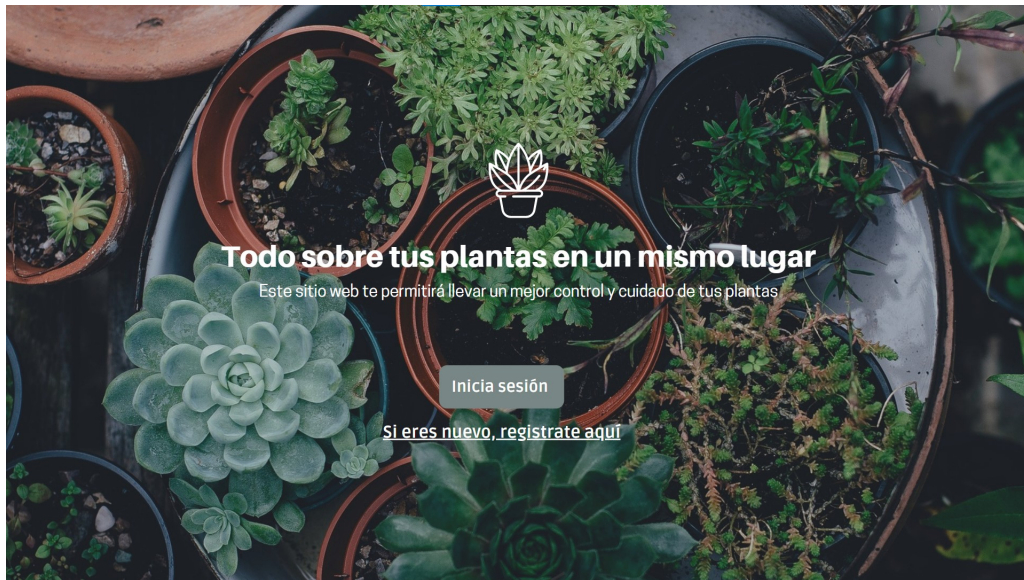 Todo sobre tus plantas en un mismo lugar
Este sitio web te permitirá llevar un mejor control y cuidado de tus plantas
Inicia sesión
Si eres nuevo, registrate aquí